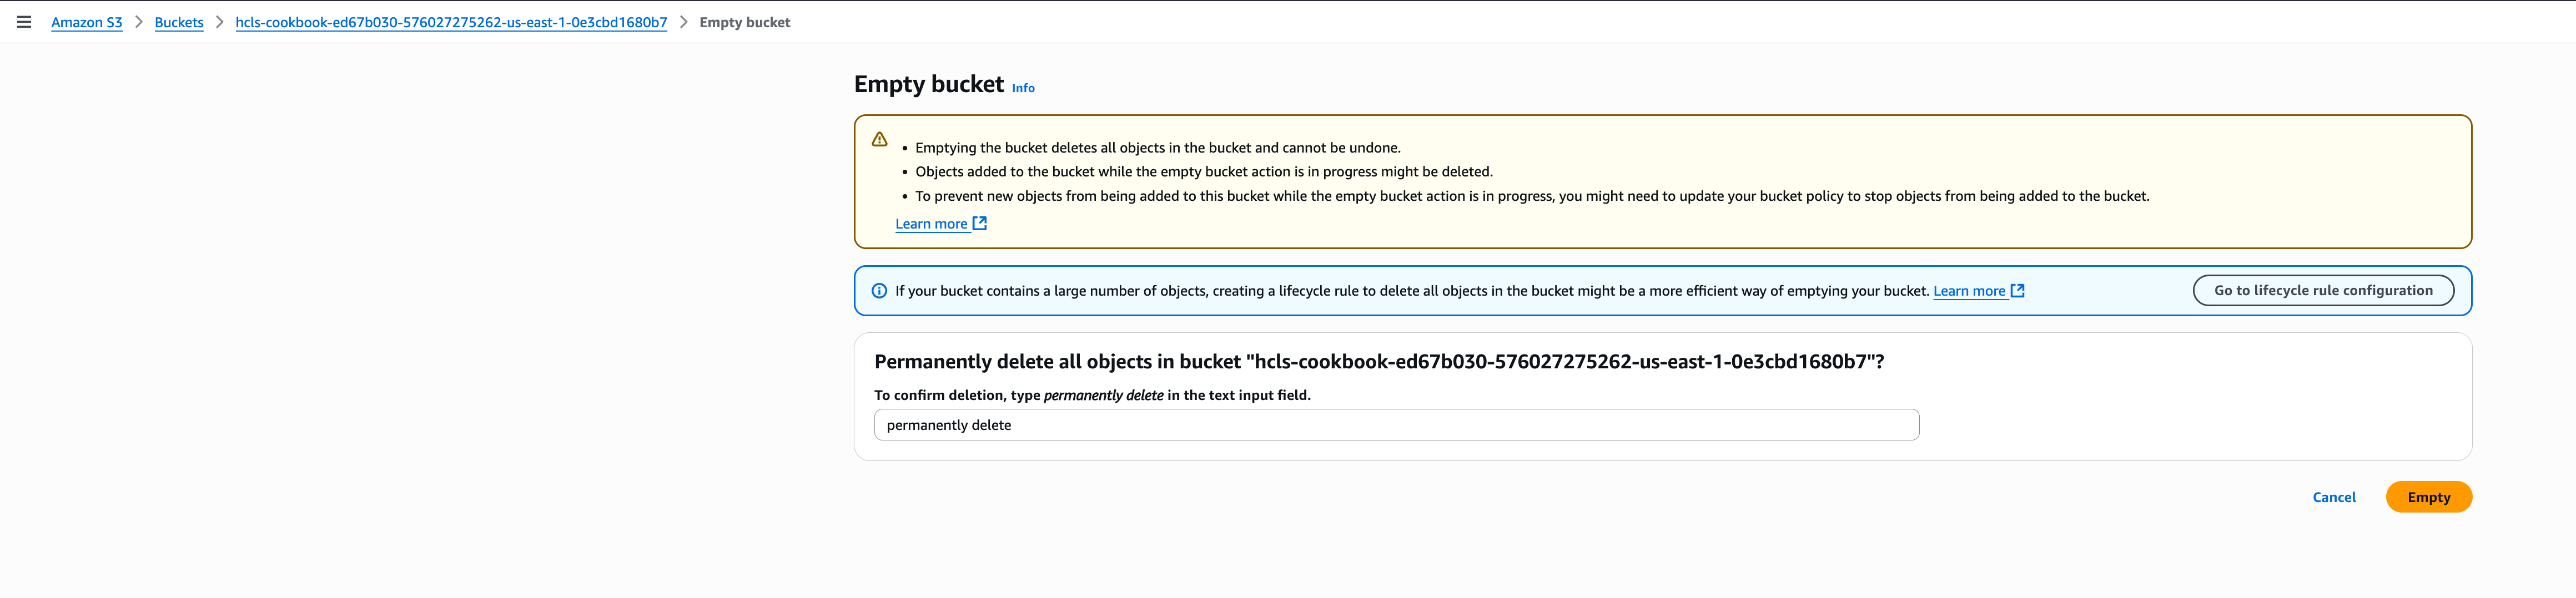 Amazon S3 > Buckets > hcls-cookbook-ed67b030-576027275262-us-east-1-0e3cbd1680b7 > Empty bucket
Empty bucket Info
• Emptying the bucket deletes all objects in the bucket and cannot be undone.
• Objects added to the bucket while the empty bucket action is in progress might be deleted.
• To prevent new objects from being added to this bucket while the empty bucket action is in progress, you might need to update your bucket policy to stop objects from being added to the bucket.
Learn more
If your bucket contains a large number of objects, creating a lifecycle rule to delete all objects in the bucket might be a more efficient way of emptying your bucket. Learn more Go to lifecycle rule configuration
Permanently delete all objects in bucket "hcls-cookbook-ed67b030-576027275262-us-east-1-0e3cbd1680b7"?
To confirm deletion, type permanently delete in the text input field.
permanently delete
Cancel Empty